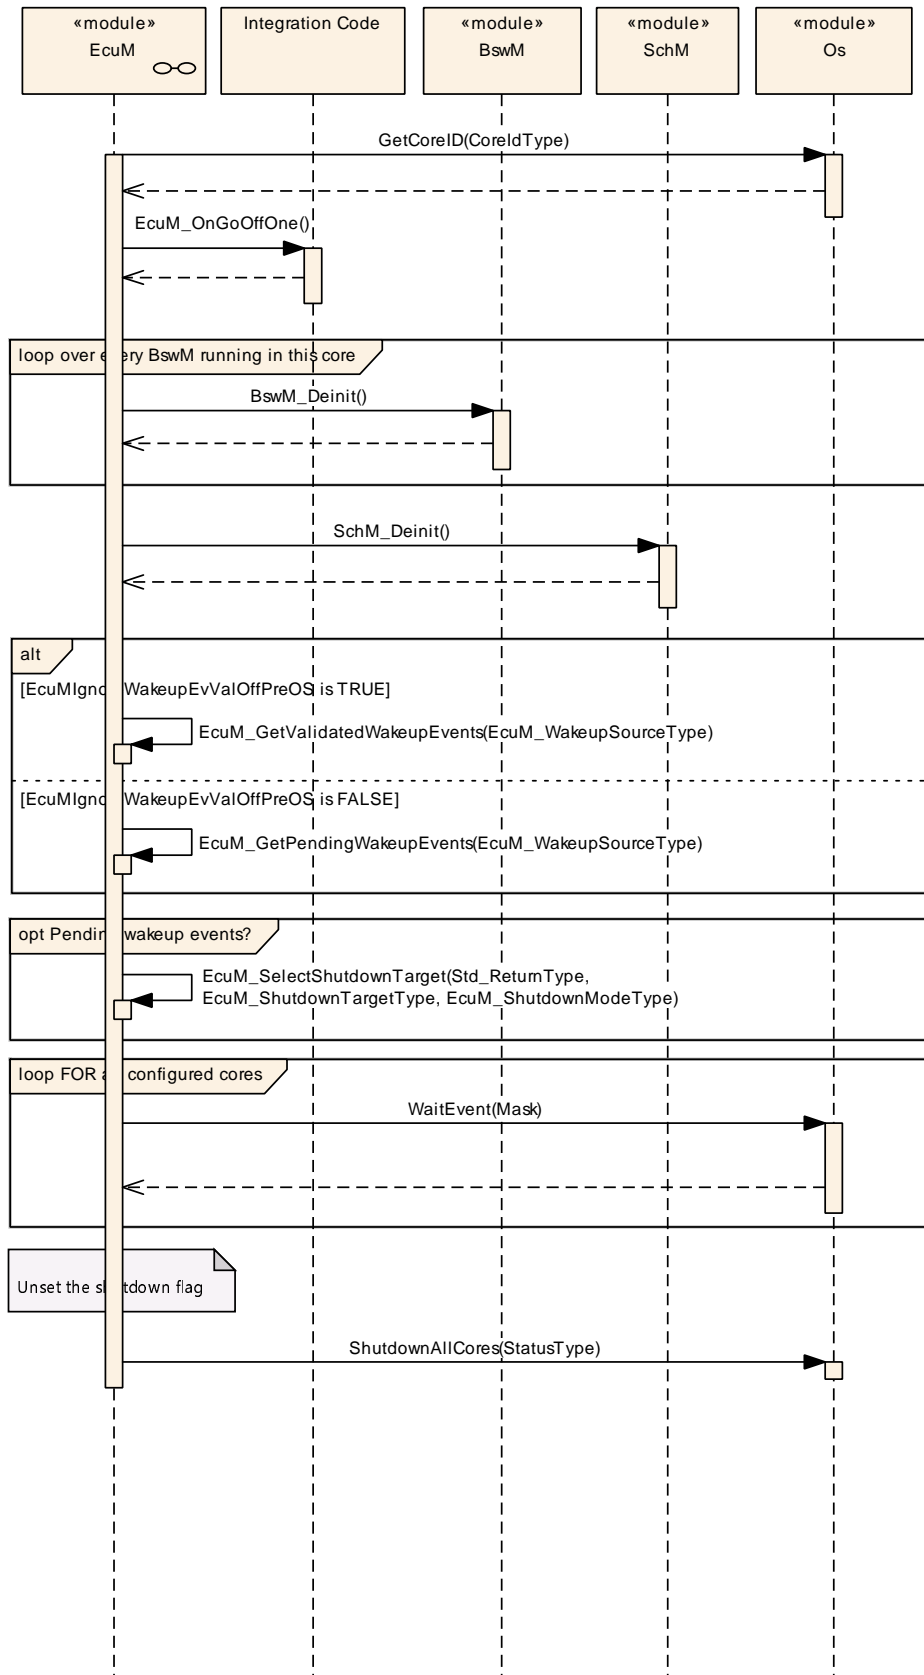 «module»
EcuM
Integration Code
«module»
BswM
«module»
SchM
«module»
Os
GetCoreID(CoreIdType)
EcuM_OnGoOffOne()
loop over e ery BswM running in this core
BswM_Deinit()
SchM_Deinit()
alt
[EcuMIgno WakeupEvValOffPreOS is TRUE]
EcuM_GetValidatedWakeupEvents(EcuM_WakeupSourceType)
[EcuMIgno WakeupEvValOffPreOS is FALSE]
EcuM_GetPendingWakeupEvents(EcuM_WakeupSourceType)
opt Pendin wakeup events?
EcuM_SelectShutdownTarget(Std_ReturnType,
EcuM_ShutdownTargetType, EcuM_ShutdownModeType)
loop FOR a configured cores
WaitEvent(Mask)
Unset the sh tdown flag
ShutdownAllCores(StatusType)